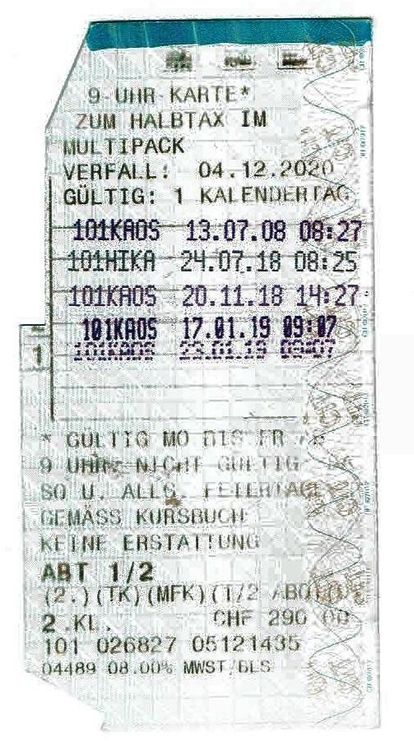 9-UHR-KARTE*
ZUM HALBTAX IM
MULTIPACK
VERFALL: 04.12.2020
GÜLTIG: 1 KALENDERTAG
101KAOS 13.07.08 08:27
101HIKA 24.07.18 08:25
101KAOS 20.11.18 14:27
101KAOS 17.01.19 09:07
101KAOS 23.01.19 09:07
1
* GÜLTIG MO BIS FR
9 UHR- NICHT GÜLTIG
SO U. ALLG. FEIERTAGE
GEMÄSS KURSBUCH
KEINE ERSTATTUNG
ABT 1/2
(2.)(TK)(MFK)(1/2 ABO)
2.KL. CHF 290.00
101 026827 05121435
04489 08.00% MWST/BLS